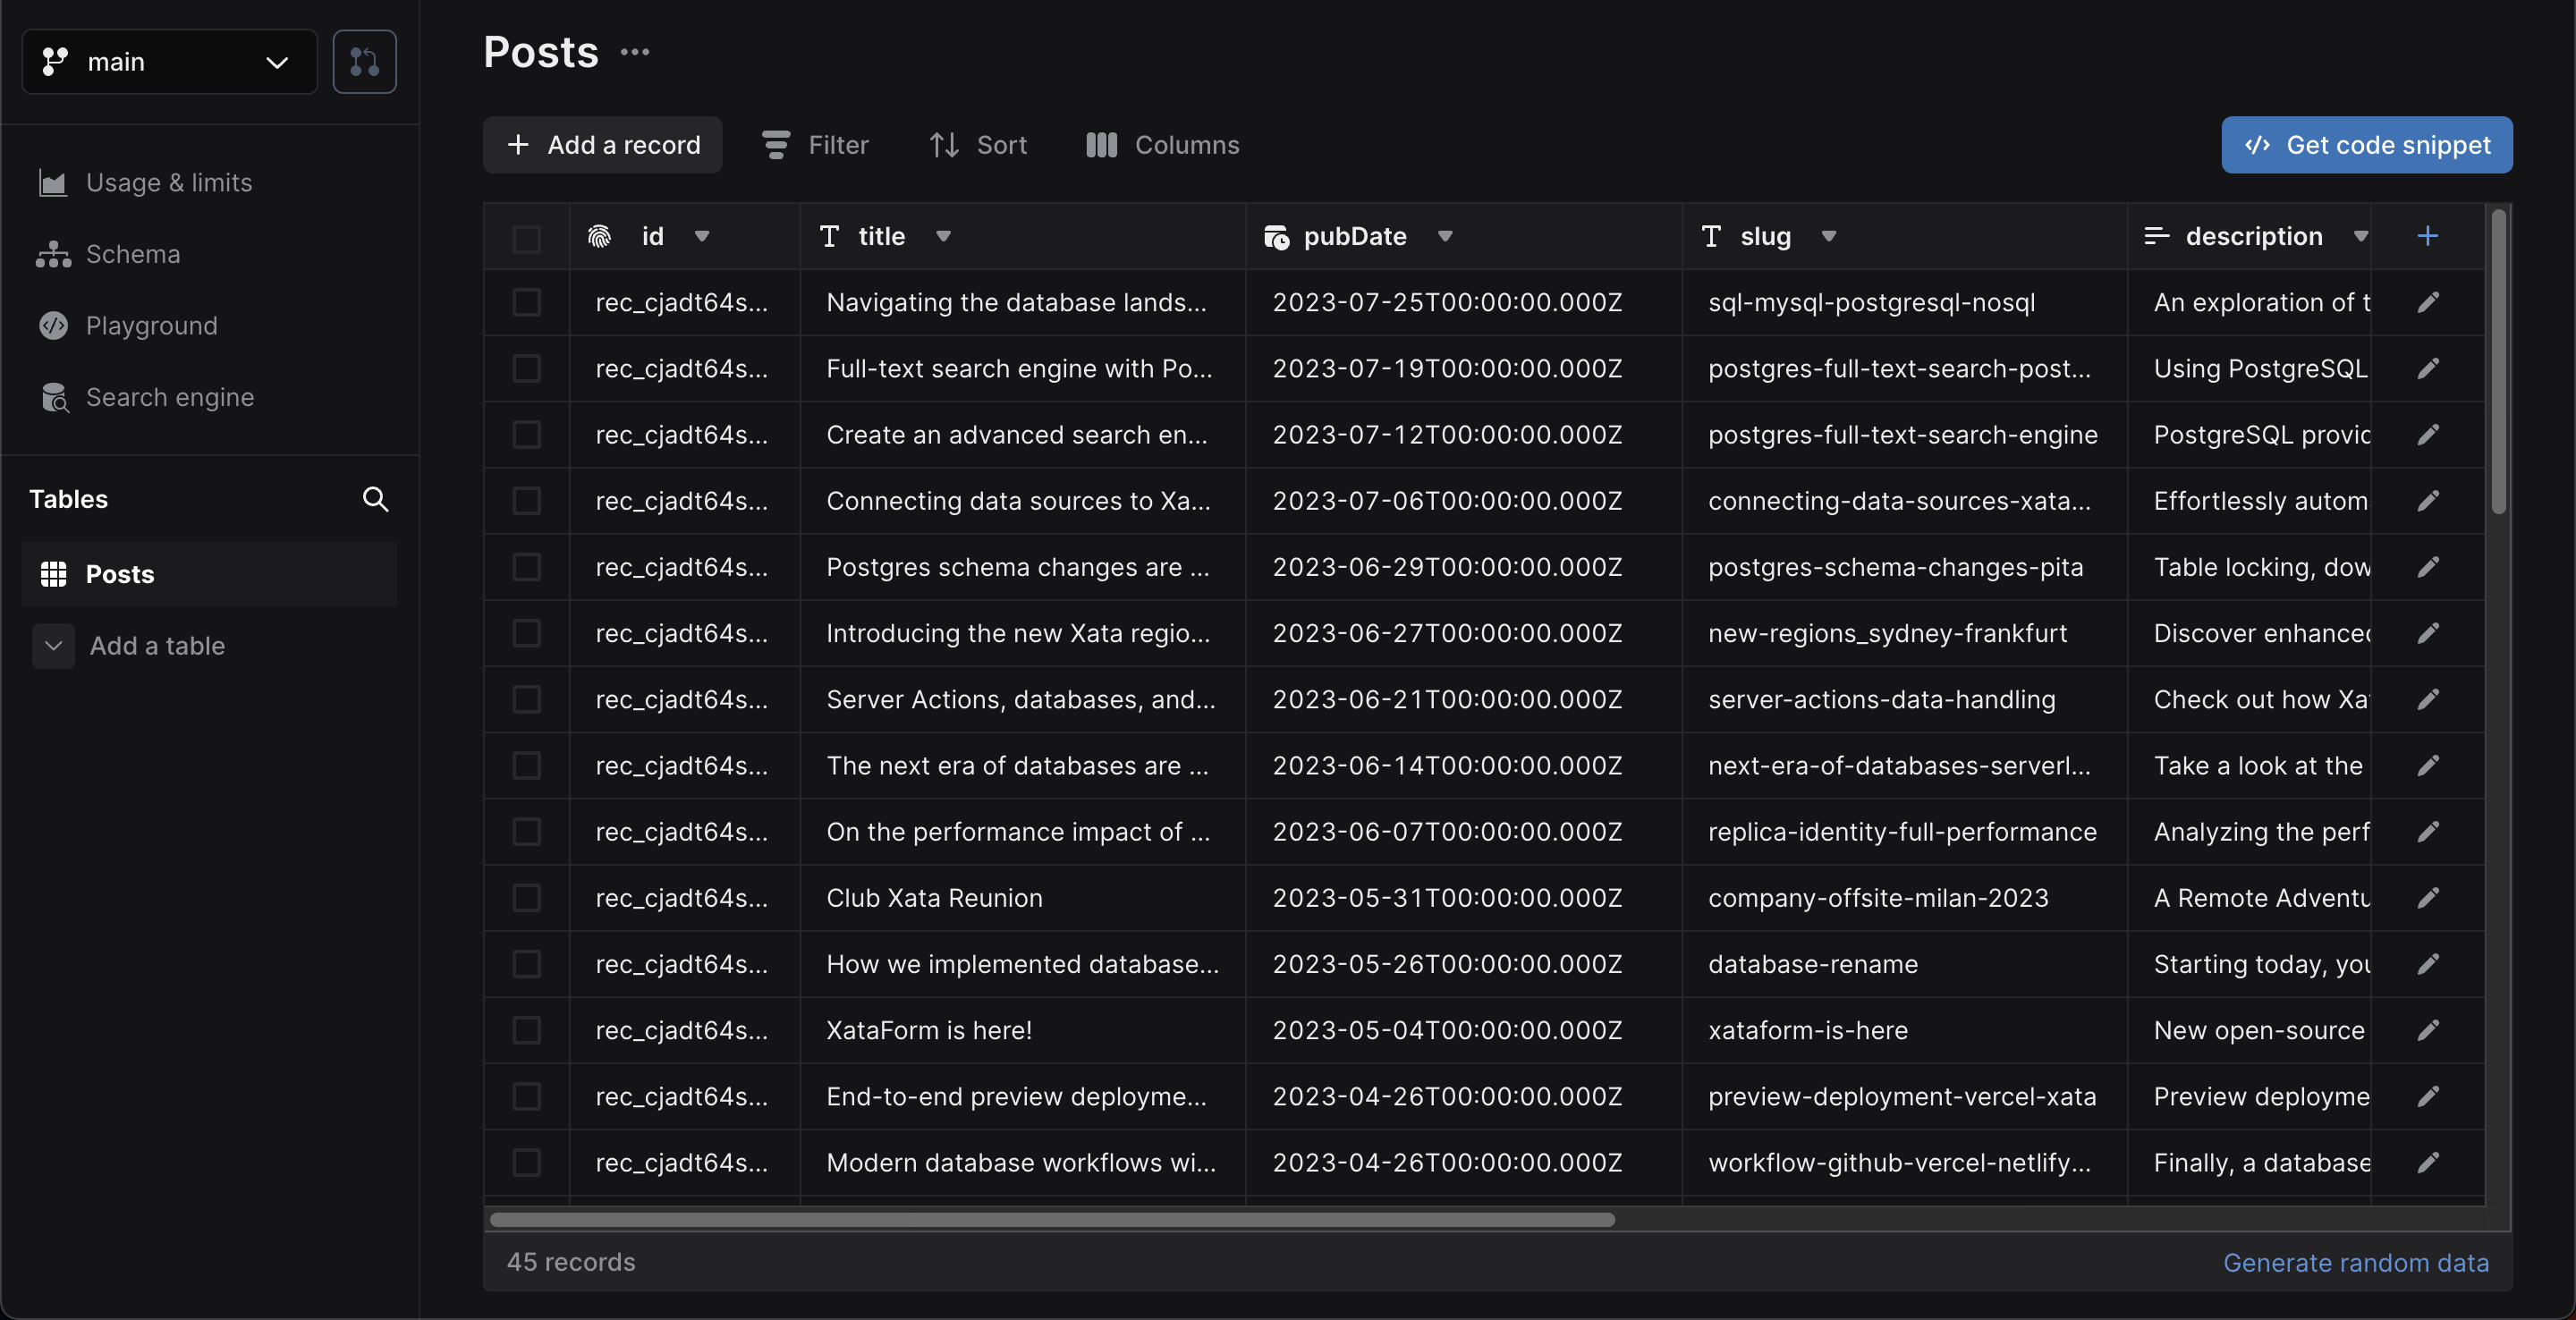 main
Usage & limits
Schema
Playground
Search engine
Tables
Posts
Add a table
Posts ...
Add a record Filter Sort Columns Get code snippet
id title pubDate slug description
rec_cjadt64s... Navigating the database lands... 2023-07-25T00:00:00.000Z sql-mysql-postgresql-nosql An exploration of t
rec_cjadt64s... Full-text search engine with Po... 2023-07-19T00:00:00.000Z postgres-full-text-search-post... Using PostgreSQL
rec_cjadt64s... Create an advanced search en... 2023-07-12T00:00:00.000Z postgres-full-text-search-engine PostgreSQL provid
rec_cjadt64s... Connecting data sources to Xa... 2023-07-06T00:00:00.000Z connecting-data-sources-xata... Effortlessly autom
rec_cjadt64s... Postgres schema changes are ... 2023-06-29T00:00:00.000Z postgres-schema-changes-pita Table locking, dow
rec_cjadt64s... Introducing the new Xata regio... 2023-06-27T00:00:00.000Z new-regions_sydney-frankfurt Discover enhanced
rec_cjadt64s... Server Actions, databases, and... 2023-06-21T00:00:00.000Z server-actions-data-handling Check out how Xat
rec_cjadt64s... The next era of databases are ... 2023-06-14T00:00:00.000Z next-era-of-databases-serverl... Take a look at the
rec_cjadt64s... On the performance impact of ... 2023-06-07T00:00:00.000Z replica-identity-full-performance Analyzing the perf
rec_cjadt64s... Club Xata Reunion 2023-05-31T00:00:00.000Z company-offsite-milan-2023 A Remote Adventu
rec_cjadt64s... How we implemented database... 2023-05-26T00:00:00.000Z database-rename Starting today, you
rec_cjadt64s... XataForm is here! 2023-05-04T00:00:00.000Z xataform-is-here New open-source
rec_cjadt64s... End-to-end preview deployme... 2023-04-26T00:00:00.000Z preview-deployment-vercel-xata Preview deployme
rec_cjadt64s... Modern database workflows wi... 2023-04-26T00:00:00.000Z workflow-github-vercel-netlify... Finally, a database
45 records Generate random data